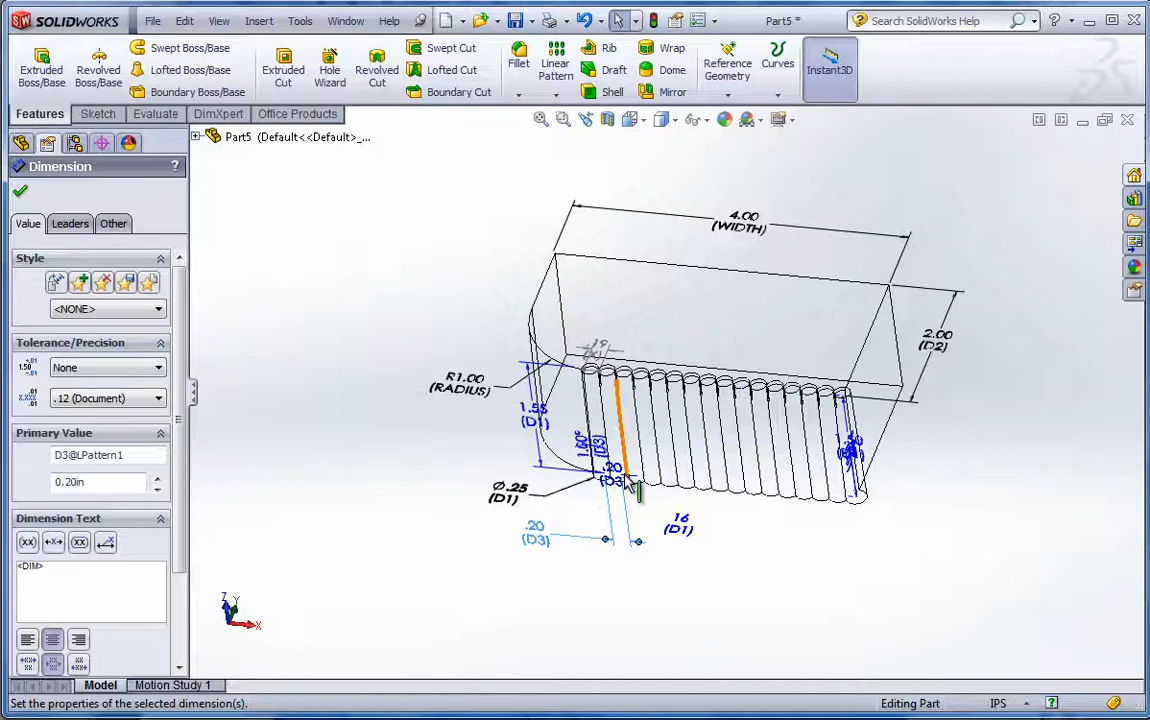 SOLIDWORKS
File Edit View Insert Tools Window Help
Part5 *
Search SolidWorks Help
Extruded Boss/Base
Revolved Boss/Base
Swept Boss/Base
Lofted Boss/Base
Boundary Boss/Base
Extruded Cut
Hole Wizard
Revolved Cut
Swept Cut
Lofted Cut
Boundary Cut
Fillet
Linear Pattern
Rib
Draft
Shell
Wrap
Dome
Mirror
Reference Geometry
Curves
Instant3D
Features Sketch Evaluate DimXpert Office Products
Part5 (Default<<Default>_...
Dimension
?
Value Leaders Other
Style
<NONE>
Tolerance/Precision
None
.12 (Document)
Primary Value
D3@LPattern1
0.20in
Dimension Text
<DIM>
4.00
(WIDTH)
2.00
(D2)
R1.00
(RADIUS)
1.55
(D1)
1.60°
(D3)
.20
(D3)
Ø.25
(D1)
.20
(D3)
16
(D1)
Z
Y
X
Model Motion Study 1
Set the properties of the selected dimension(s).
Editing Part
IPS